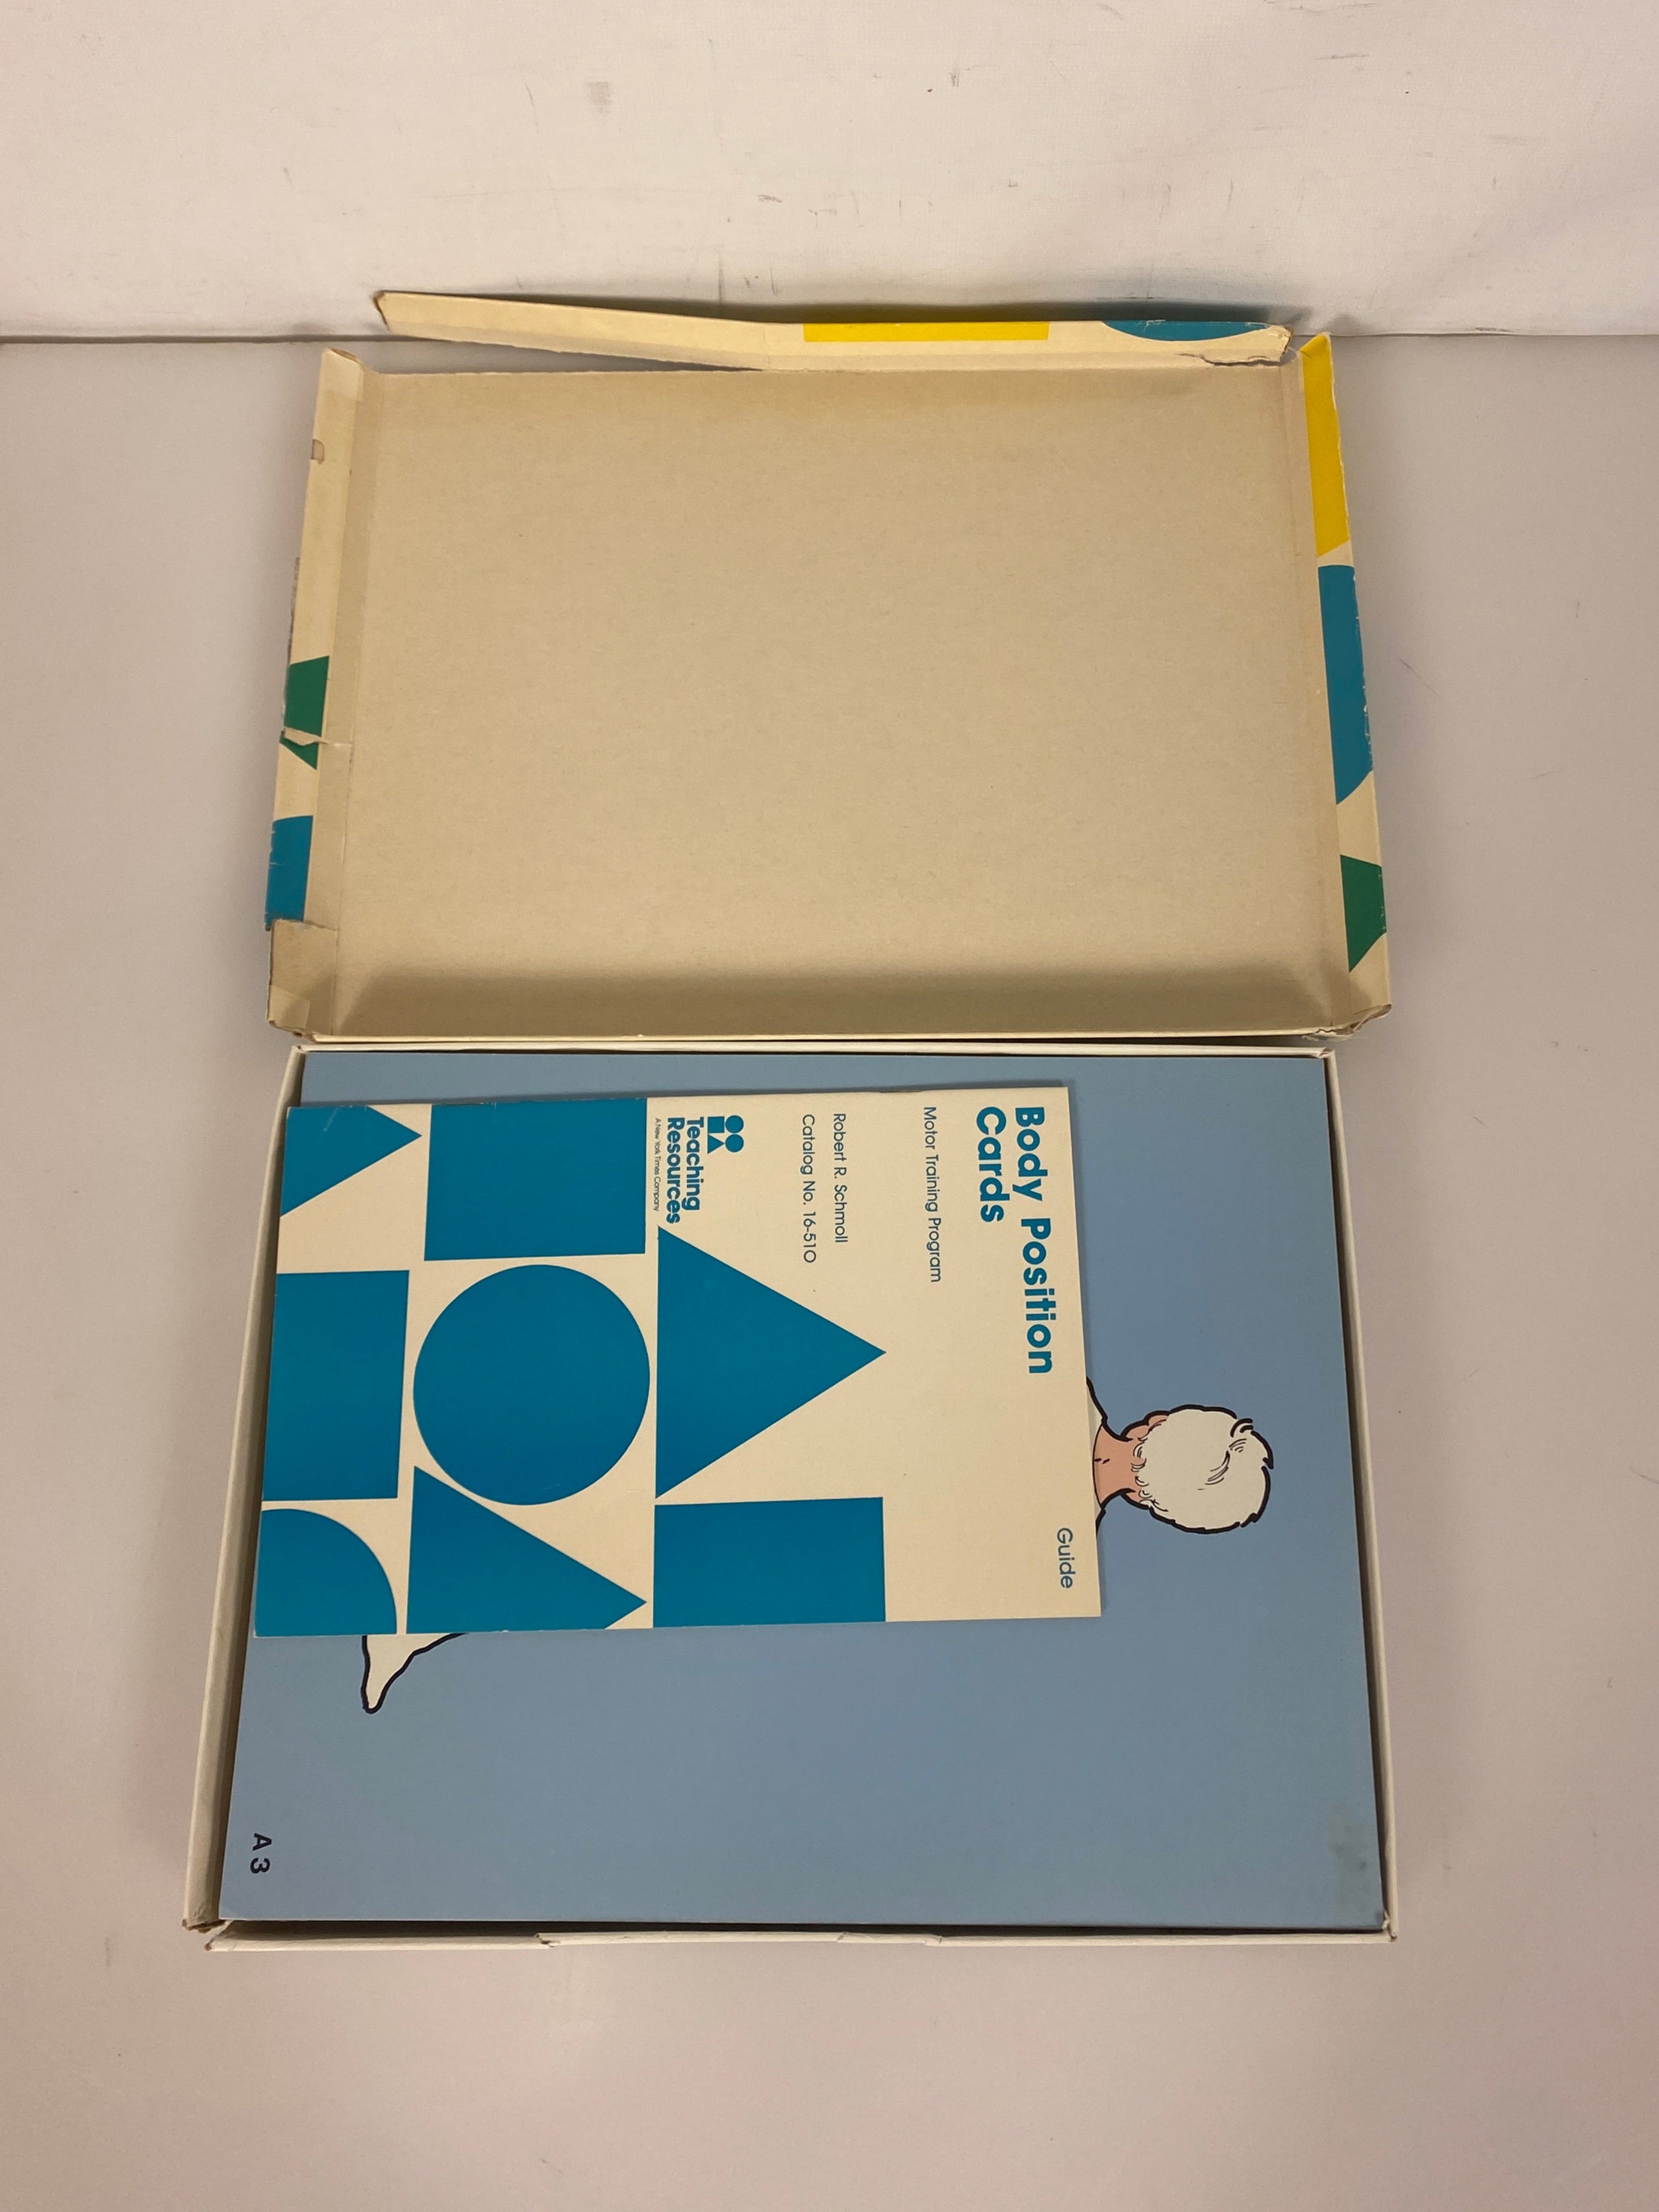 Guide
Body Position
Cards
Motor Training Program
Robert R. Schmoll
Catalog No. 16-510
Teaching
Resources
A New York Times Company
A3